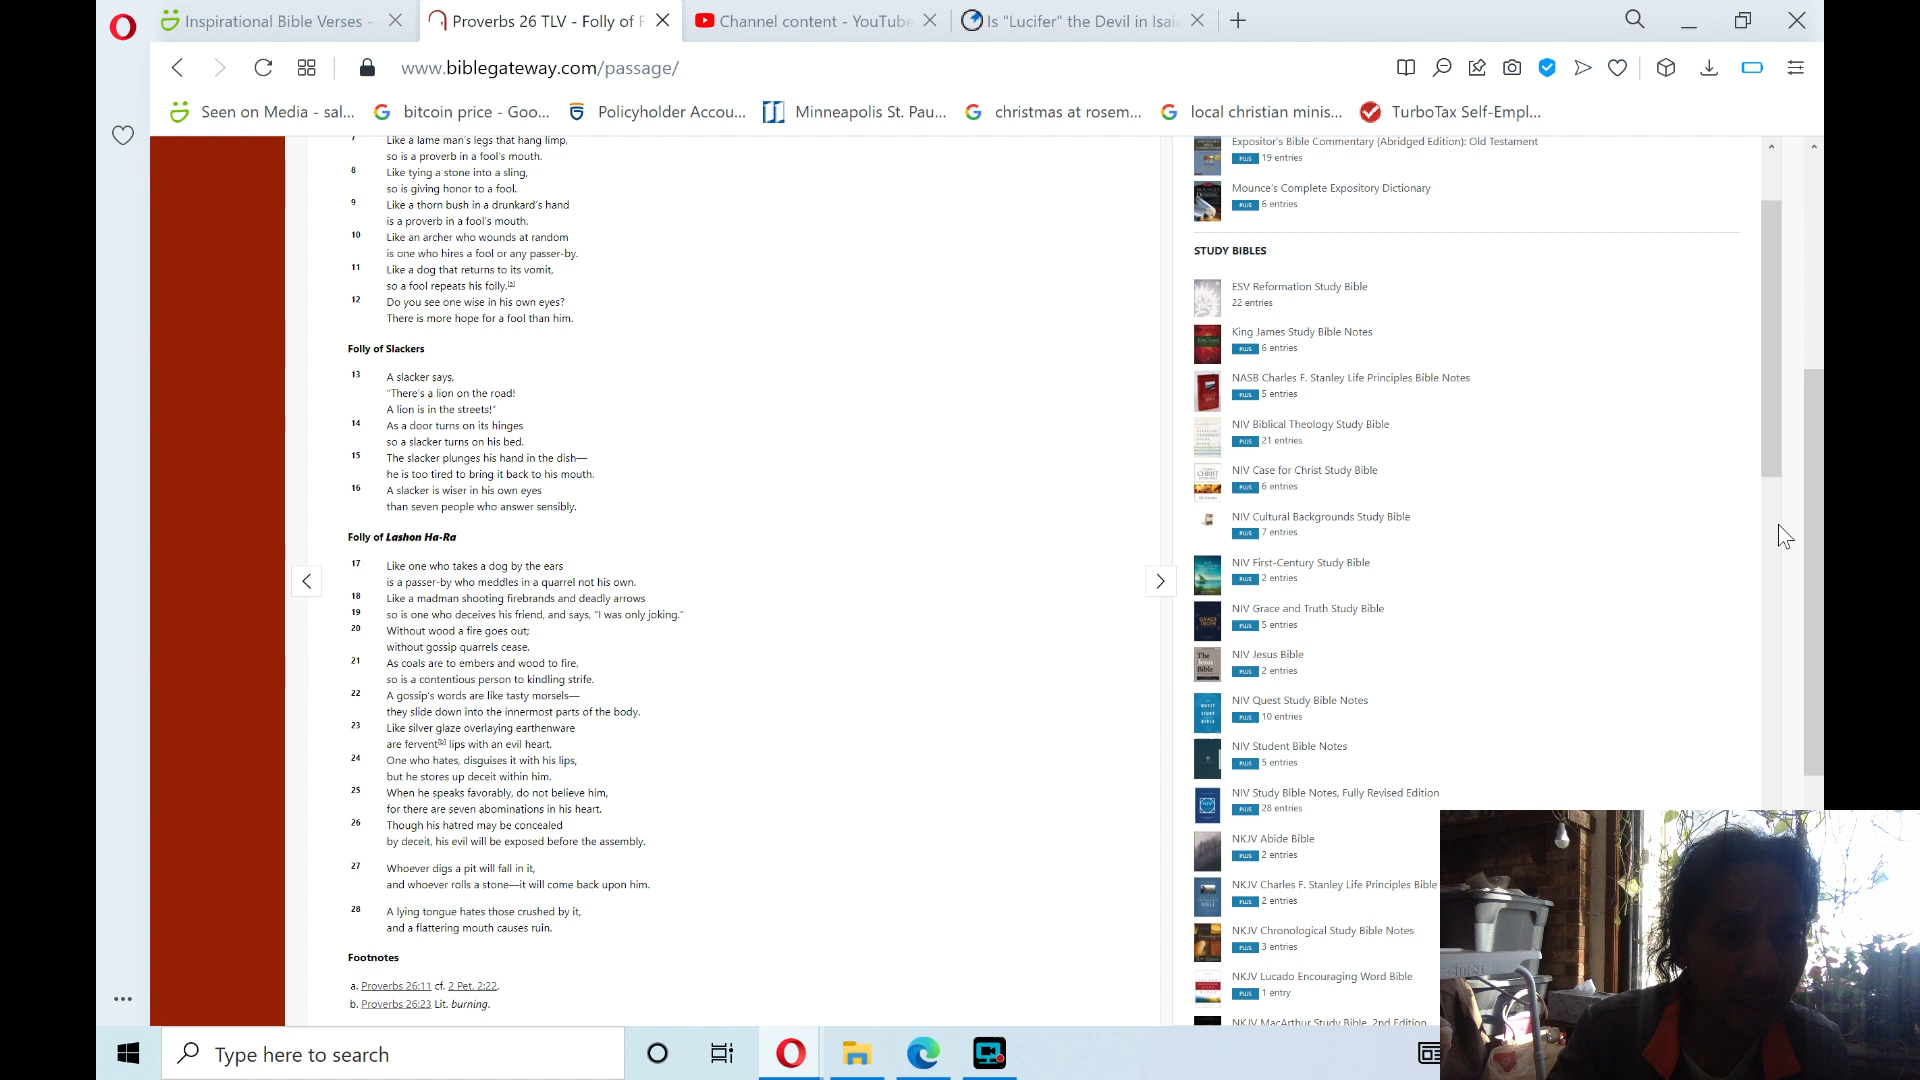 Inspirational Bible Verses -
Proverbs 26 TLV - Folly of F
Channel content - YouTube
Is "Lucifer" the Devil in Isaia
www.biblegateway.com/passage/
Seen on Media - sal...
bitcoin price - Goo...
Policyholder Accou...
Minneapolis St. Pau...
christmas at rosem...
local christian minis...
TurboTax Self-Empl...
7 Like a lame man's legs that hang limp,
so is a proverb in a fool's mouth.
8 Like tying a stone into a sling,
so is giving honor to a fool.
9 Like a thorn bush in a drunkard's hand
is a proverb in a fool's mouth.
10 Like an archer who wounds at random
is one who hires a fool or any passer-by.
11 Like a dog that returns to its vomit,
so a fool repeats his folly.[a]
12 Do you see one wise in his own eyes?
There is more hope for a fool than him.
Folly of Slackers
13 A slacker says,
"There's a lion on the road!
A lion is in the streets!"
14 As a door turns on its hinges
so a slacker turns on his bed.
15 The slacker plunges his hand in the dish—
he is too tired to bring it back to his mouth.
16 A slacker is wiser in his own eyes
than seven people who answer sensibly.
Folly of Lashon Ha-Ra
17 Like one who takes a dog by the ears
is a passer-by who meddles in a quarrel not his own.
18 Like a madman shooting firebrands and deadly arrows
19 so is one who deceives his friend, and says, "I was only joking."
20 Without wood a fire goes out;
without gossip quarrels cease.
21 As coals are to embers and wood to fire,
so is a contentious person to kindling strife.
22 A gossip's words are like tasty morsels—
they slide down into the innermost parts of the body.
23 Like silver glaze overlaying earthenware
are fervent[b] lips with an evil heart.
24 One who hates, disguises it with his lips,
but he stores up deceit within him.
25 When he speaks favorably, do not believe him,
for there are seven abominations in his heart.
26 Though his hatred may be concealed
by deceit, his evil will be exposed before the assembly.
27 Whoever digs a pit will fall in it,
and whoever rolls a stone—it will come back upon him.
28 A lying tongue hates those crushed by it,
and a flattering mouth causes ruin.
Footnotes
a. Proverbs 26:11 cf. 2 Pet. 2:22.
b. Proverbs 26:23 Lit. burning.
Expositor's Bible Commentary (Abridged Edition): Old Testament
PLUS 19 entries
Mounce's Complete Expository Dictionary
PLUS 6 entries
STUDY BIBLES
ESV Reformation Study Bible
22 entries
King James Study Bible Notes
PLUS 6 entries
NASB Charles F. Stanley Life Principles Bible Notes
PLUS 5 entries
NIV Biblical Theology Study Bible
PLUS 21 entries
NIV Case for Christ Study Bible
PLUS 6 entries
NIV Cultural Backgrounds Study Bible
PLUS 7 entries
NIV First-Century Study Bible
PLUS 2 entries
NIV Grace and Truth Study Bible
PLUS 5 entries
NIV Jesus Bible
PLUS 2 entries
NIV Quest Study Bible Notes
PLUS 10 entries
NIV Student Bible Notes
PLUS 5 entries
NIV Study Bible Notes, Fully Revised Edition
PLUS 28 entries
NKJV Abide Bible
PLUS 2 entries
NKJV Charles F. Stanley Life Principles Bible
PLUS 2 entries
NKJV Chronological Study Bible Notes
PLUS 3 entries
NKJV Lucado Encouraging Word Bible
PLUS 1 entry
NKJV MacArthur Study Bible, 2nd Edition
Type here to search